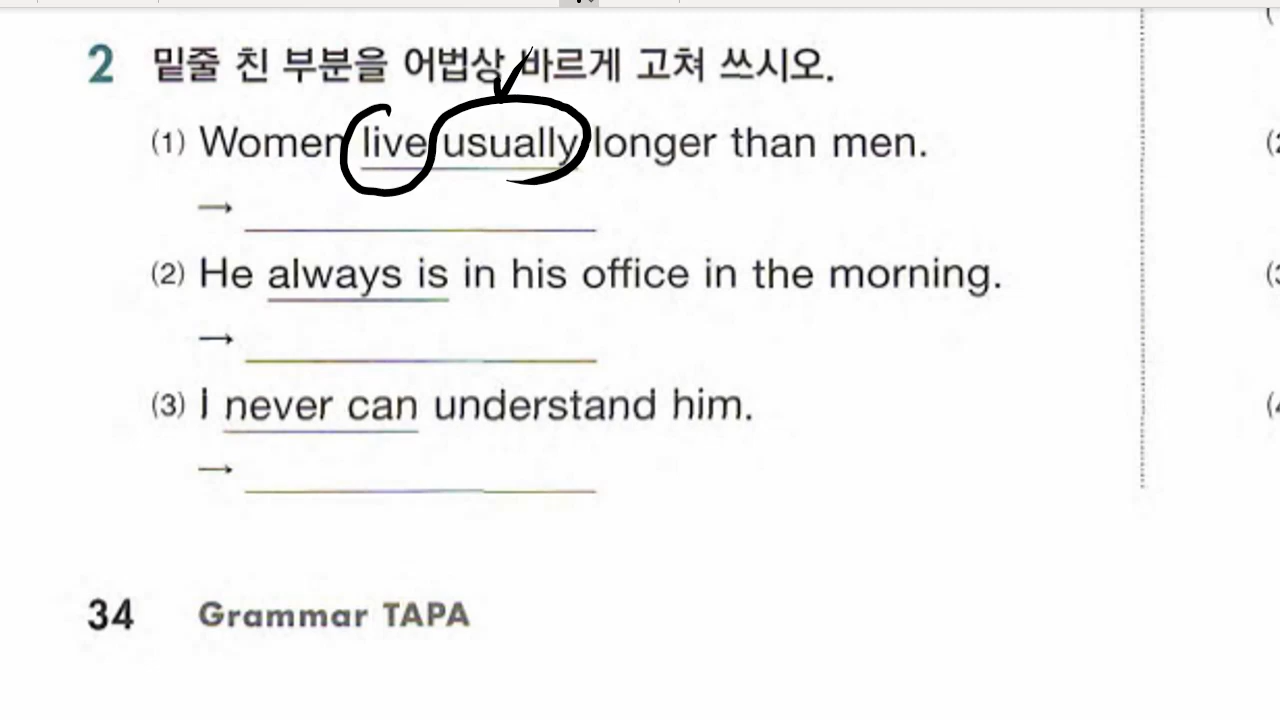 2 밑줄 친 부분을 어법상 바르게 고쳐 쓰시오.
(1) Women live usually longer than men.
→
(2) He always is in his office in the morning.
→
(3) I never can understand him.
→
34 Grammar TAPA